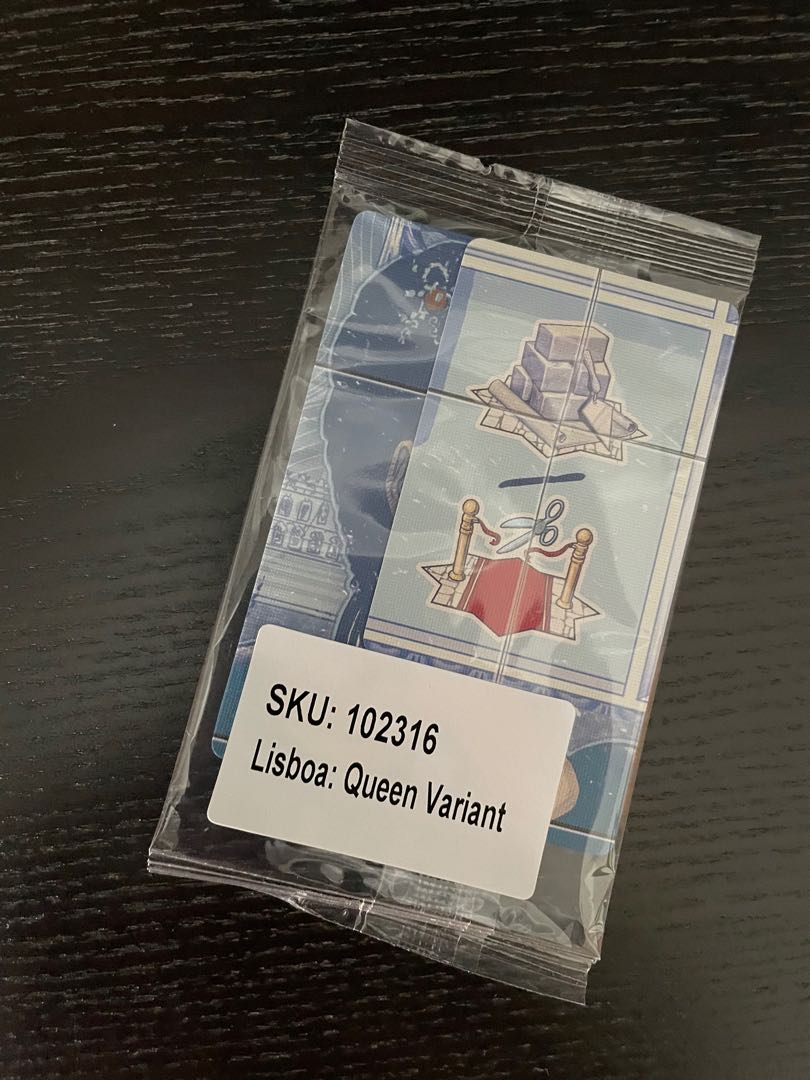 SKU: 102316
Lisboa: Queen Variant